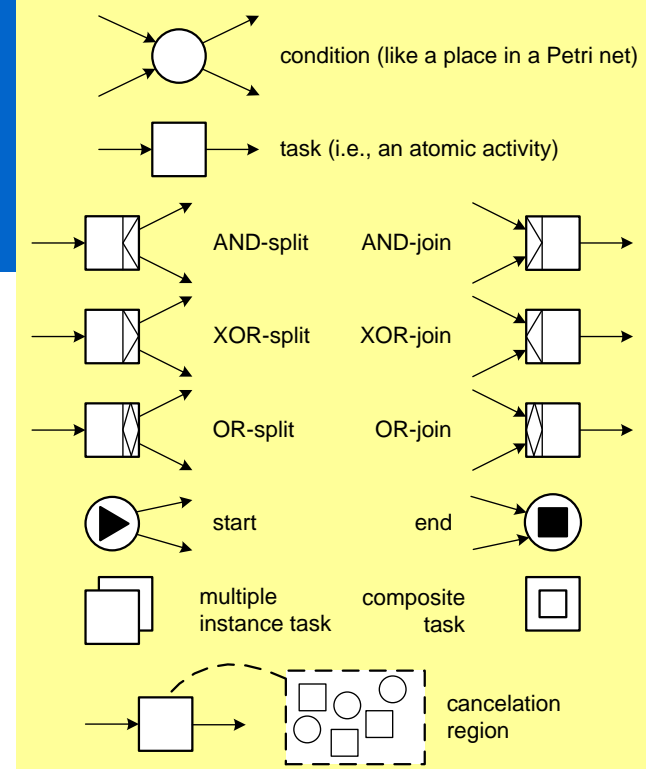 condition (like a place in a Petri net)
task (i.e., an atomic activity)
AND-split
AND-join
XOR-split
XOR-join
OR-split
OR-join
start
end
multiple
instance task
composite
task
cancelation
region